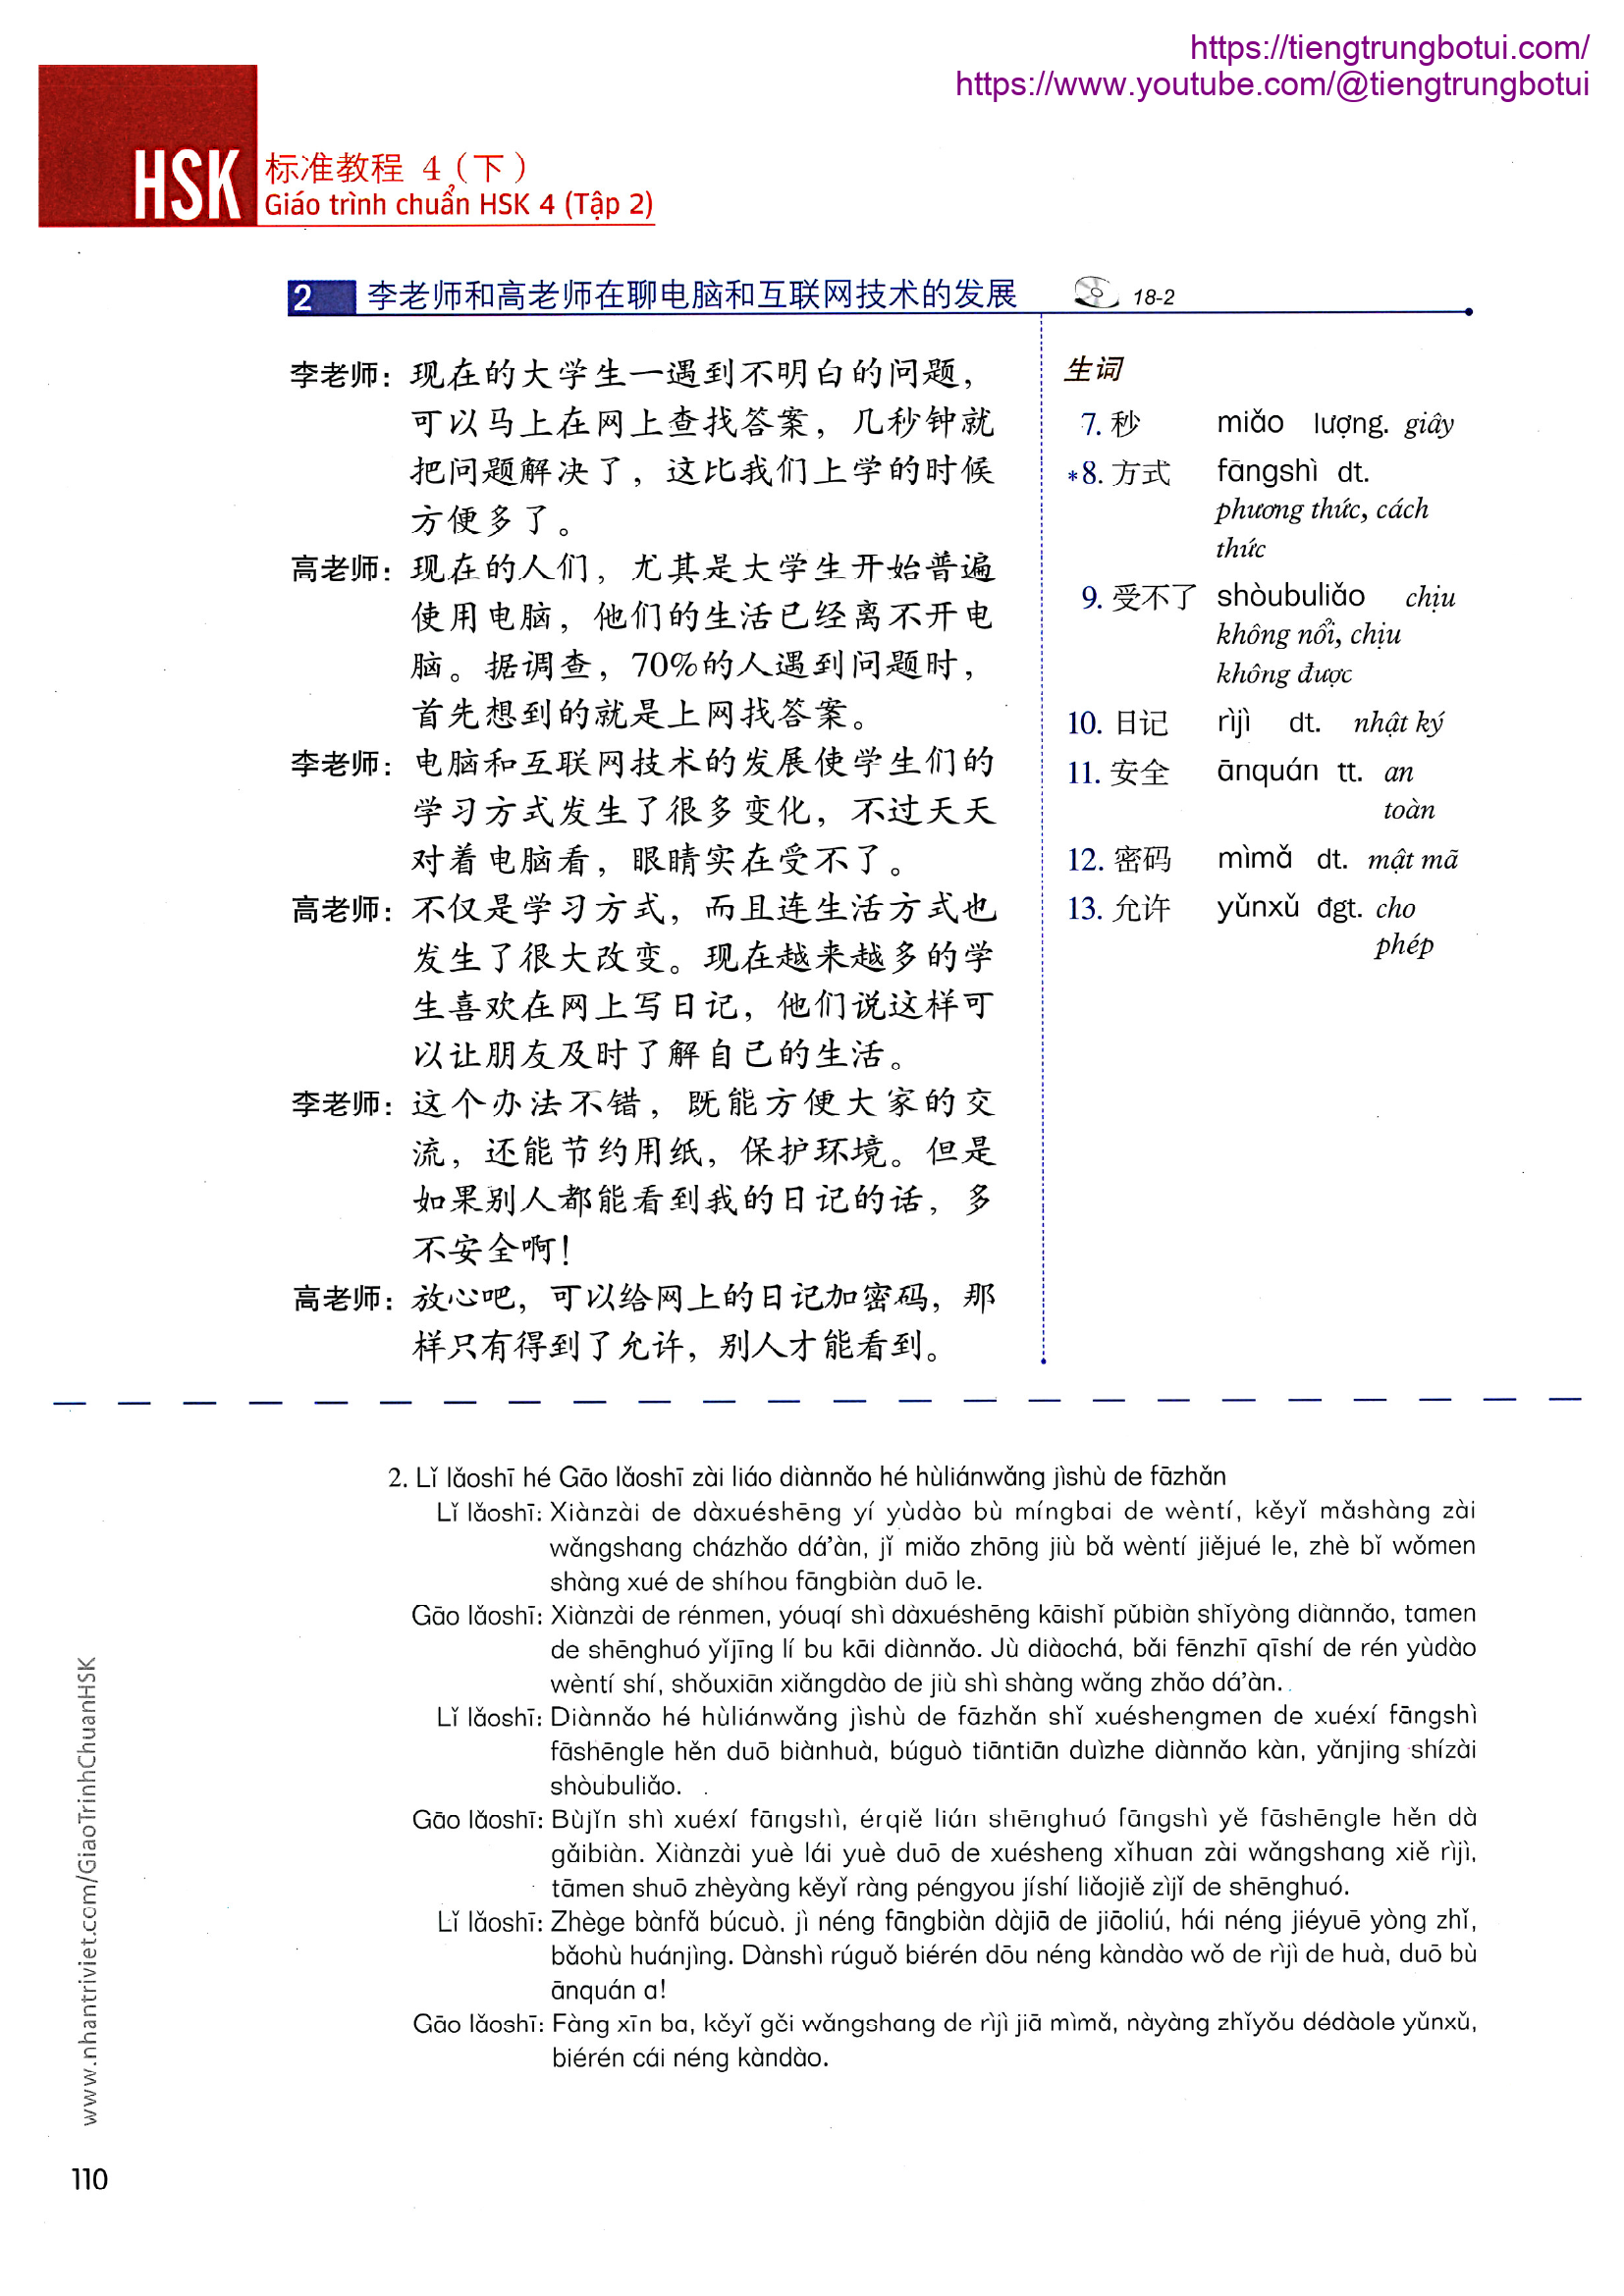 https://tiengtrungbotui.com/
https://www.youtube.com/@tiengtrungbotui
HSK 标准教程 4（下）
Giáo trình chuẩn HSK 4 (Tập 2)
2 李老师和高老师在聊电脑和互联网技术的发展 18-2
李老师：现在的大学生一遇到不明白的问题，
可以马上在网上查找答案，几秒钟就
把问题解决了，这比我们上学的时候
方便多了。
高老师：现在的人们，尤其是大学生开始普遍
使用电脑，他们的生活已经离不开电
脑。据调查，70%的人遇到问题时，
首先想到的就是上网找答案。
李老师：电脑和互联网技术的发展使学生们的
学习方式发生了很多变化，不过天天
对着电脑看，眼睛实在受不了。
高老师：不仅是学习方式，而且连生活方式也
发生了很大改变。现在越来越多的学
生喜欢在网上写日记，他们说这样可
以让朋友及时了解自己的生活。
李老师：这个办法不错，既能方便大家的交
流，还能节约用纸，保护环境。但是
如果别人都能看到我的日记的话，多
不安全啊！
高老师：放心吧，可以给网上的日记加密码，那
样只有得到了允许，别人才能看到。
生词
7. 秒 miǎo lượng. giây
*8. 方式 fāngshì dt.
phương thức, cách
thức
9. 受不了 shòubuliǎo chịu
không nổi, chịu
không được
10. 日记 rìjì dt. nhật ký
11. 安全 ānquán tt. an
toàn
12. 密码 mìmǎ dt. mật mã
13. 允许 yǔnxǔ đgt. cho
phép
2. Lǐ lǎoshī hé Gāo lǎoshī zài liáo diànnǎo hé hùliánwǎng jìshù de fāzhǎn
Lǐ lǎoshī: Xiànzài de dàxuéshēng yí yùdào bù míngbai de wèntí, kěyǐ mǎshàng zài
wǎngshang cházhǎo dá'àn, jǐ miǎo zhōng jiù bǎ wèntí jiějué le, zhè bǐ wǒmen
shàng xué de shíhou fāngbiàn duō le.
Gāo lǎoshī: Xiànzài de rénmen, yóuqí shì dàxuéshēng kāishǐ pǔbiàn shǐyòng diànnǎo, tamen
de shēnghuó yǐjīng lí bu kāi diànnǎo. Jù diàochá, bǎi fēnzhī qīshí de rén yùdào
wèntí shí, shǒuxiān xiǎngdào de jiù shì shàng wǎng zhǎo dá'àn.
Lǐ lǎoshī: Diànnǎo hé hùliánwǎng jìshù de fāzhǎn shǐ xuéshengmen de xuéxí fāngshì
fāshēngle hěn duō biànhuà, búguò tiāntiān duìzhe diànnǎo kàn, yǎnjing shízài
shòubuliǎo.
Gāo lǎoshī: Bùjǐn shì xuéxí fāngshì, érqiě lián shēnghuó fāngshì yě fāshēngle hěn dà
gǎibiàn. Xiànzài yuè lái yuè duō de xuésheng xǐhuan zài wǎngshang xiě rìjì,
tāmen shuō zhèyàng kěyǐ ràng péngyou jíshí liǎojiě zìjǐ de shēnghuó.
Lǐ lǎoshī: Zhège bànfǎ búcuò, jì néng fāngbiàn dàjiā de jiāoliú, hái néng jiéyuē yòng zhǐ,
bǎohù huánjìng. Dànshì rúguǒ biérén dōu néng kàndào wǒ de rìjì de huà, duō bù
ānquán a!
Gāo lǎoshī: Fàng xīn ba, kěyǐ gěi wǎngshang de rìjì jiā mìmǎ, nàyàng zhǐyǒu dédàole yǔnxǔ,
biérén cái néng kàndào.
www.nhantriviet.com/GiaoTrinhChuanHSK
110